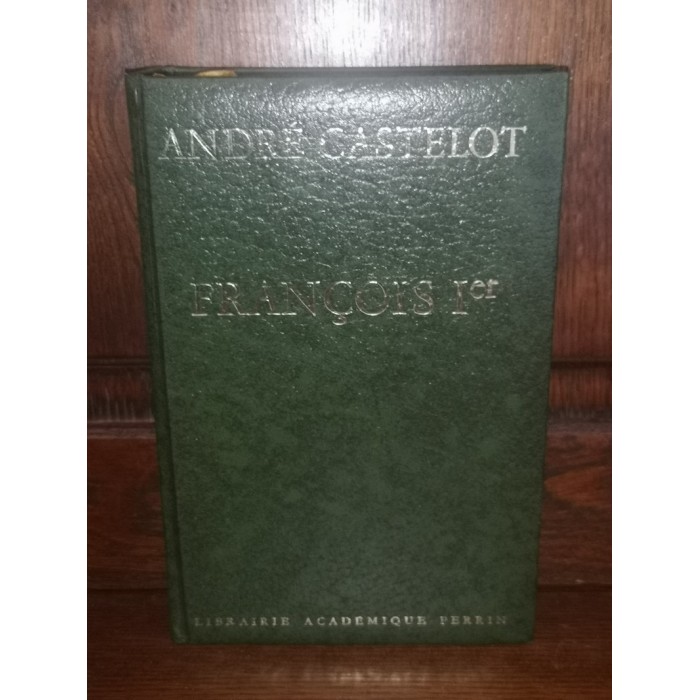 ANDRÉ CASTELOT
FRANÇOIS Ier
LIBRAIRIE ACADÉMIQUE PERRIN